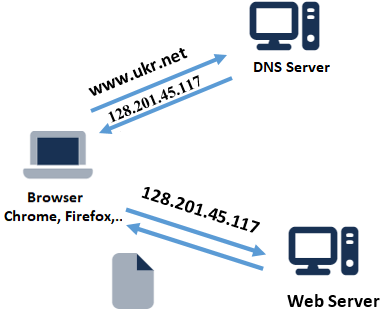 www.ukr.net
128.201.45.117
DNS Server
Browser
Chrome, Firefox,..
128.201.45.117
Web Server